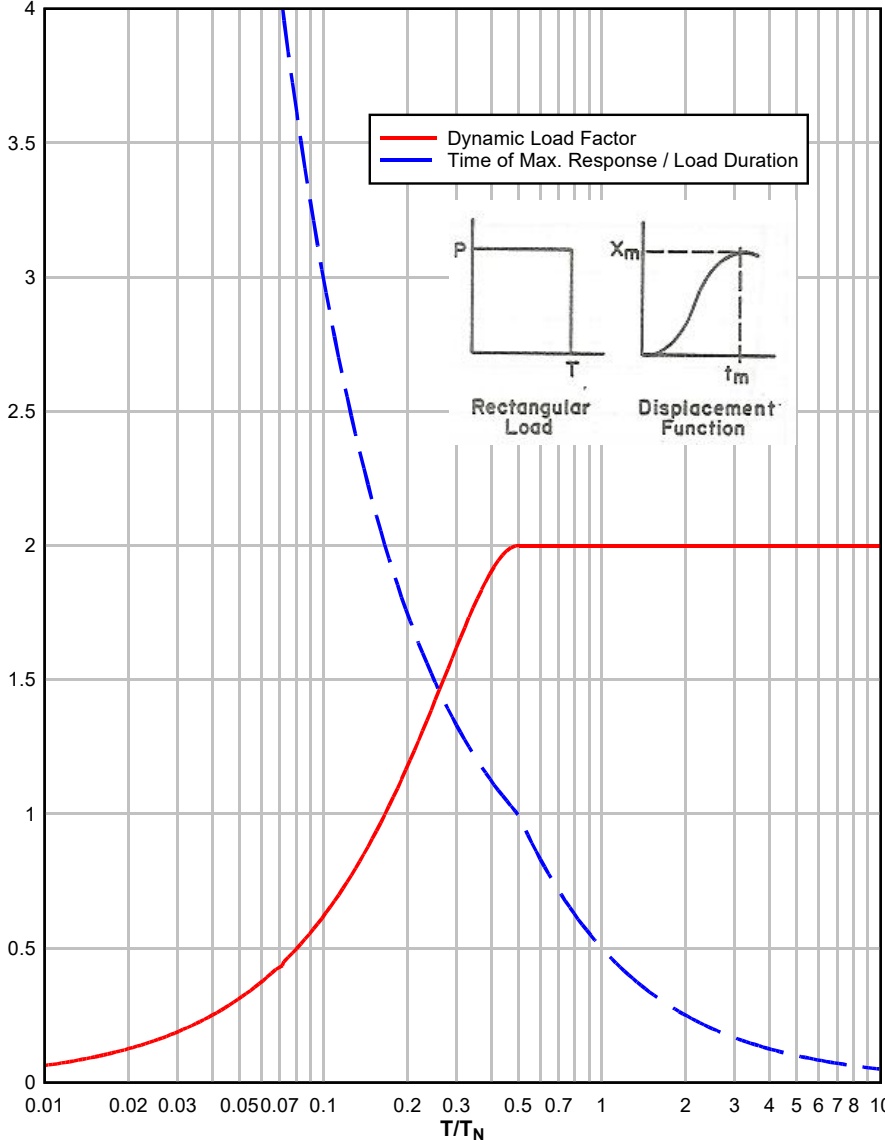 4
3.5
3
2.5
2
1.5
1
0.5
0
Dynamic Load Factor
Time of Max. Response / Load Duration
P
T
Rectangular
Load
Xm
tm
Displacement
Function
0.01 0.02 0.03 0.05 0.07 0.1 0.2 0.3 0.5 0.7 1 2 3 4 5 6 7 8 10
T/TN